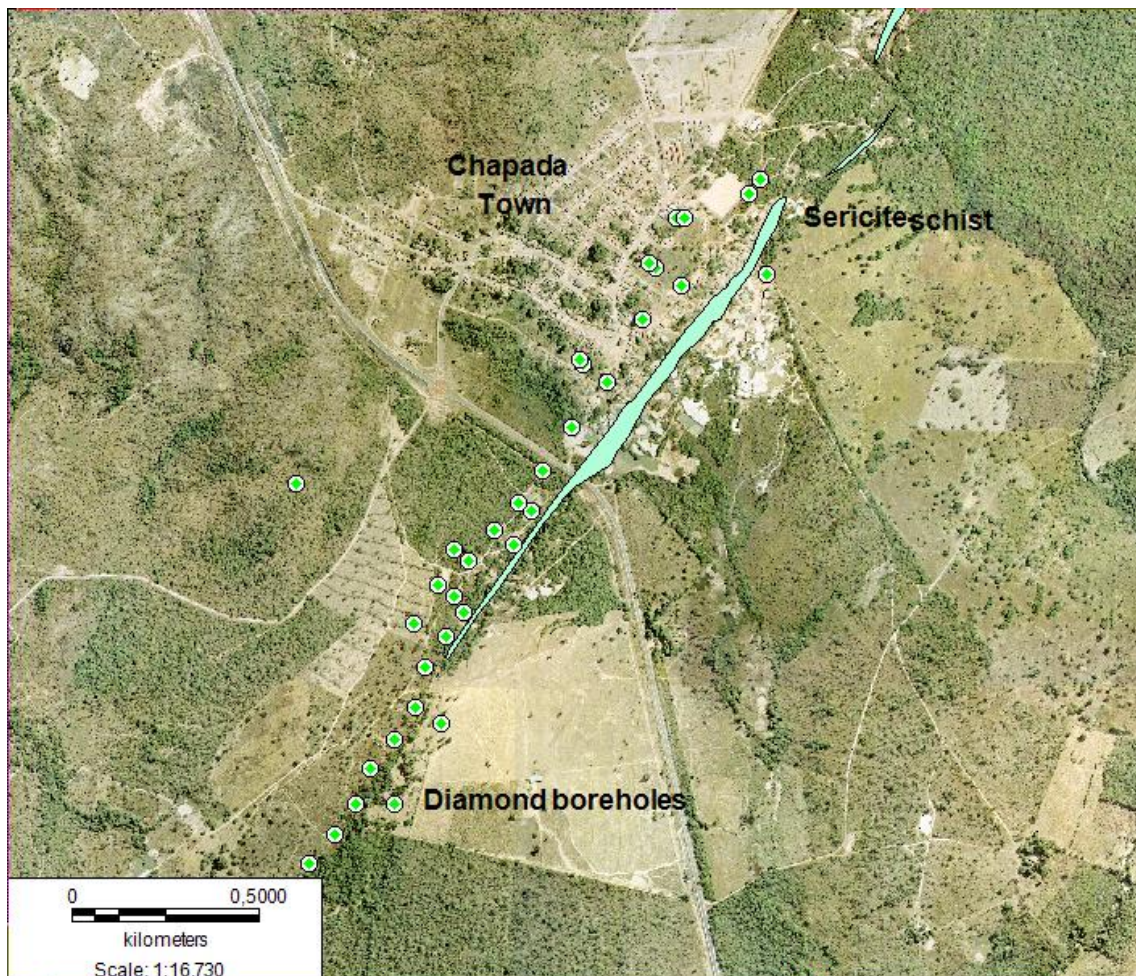 Chapada
Town
Sericite schist
Diamond boreholes
0 0,5000
kilometers
Scale: 1:16.730